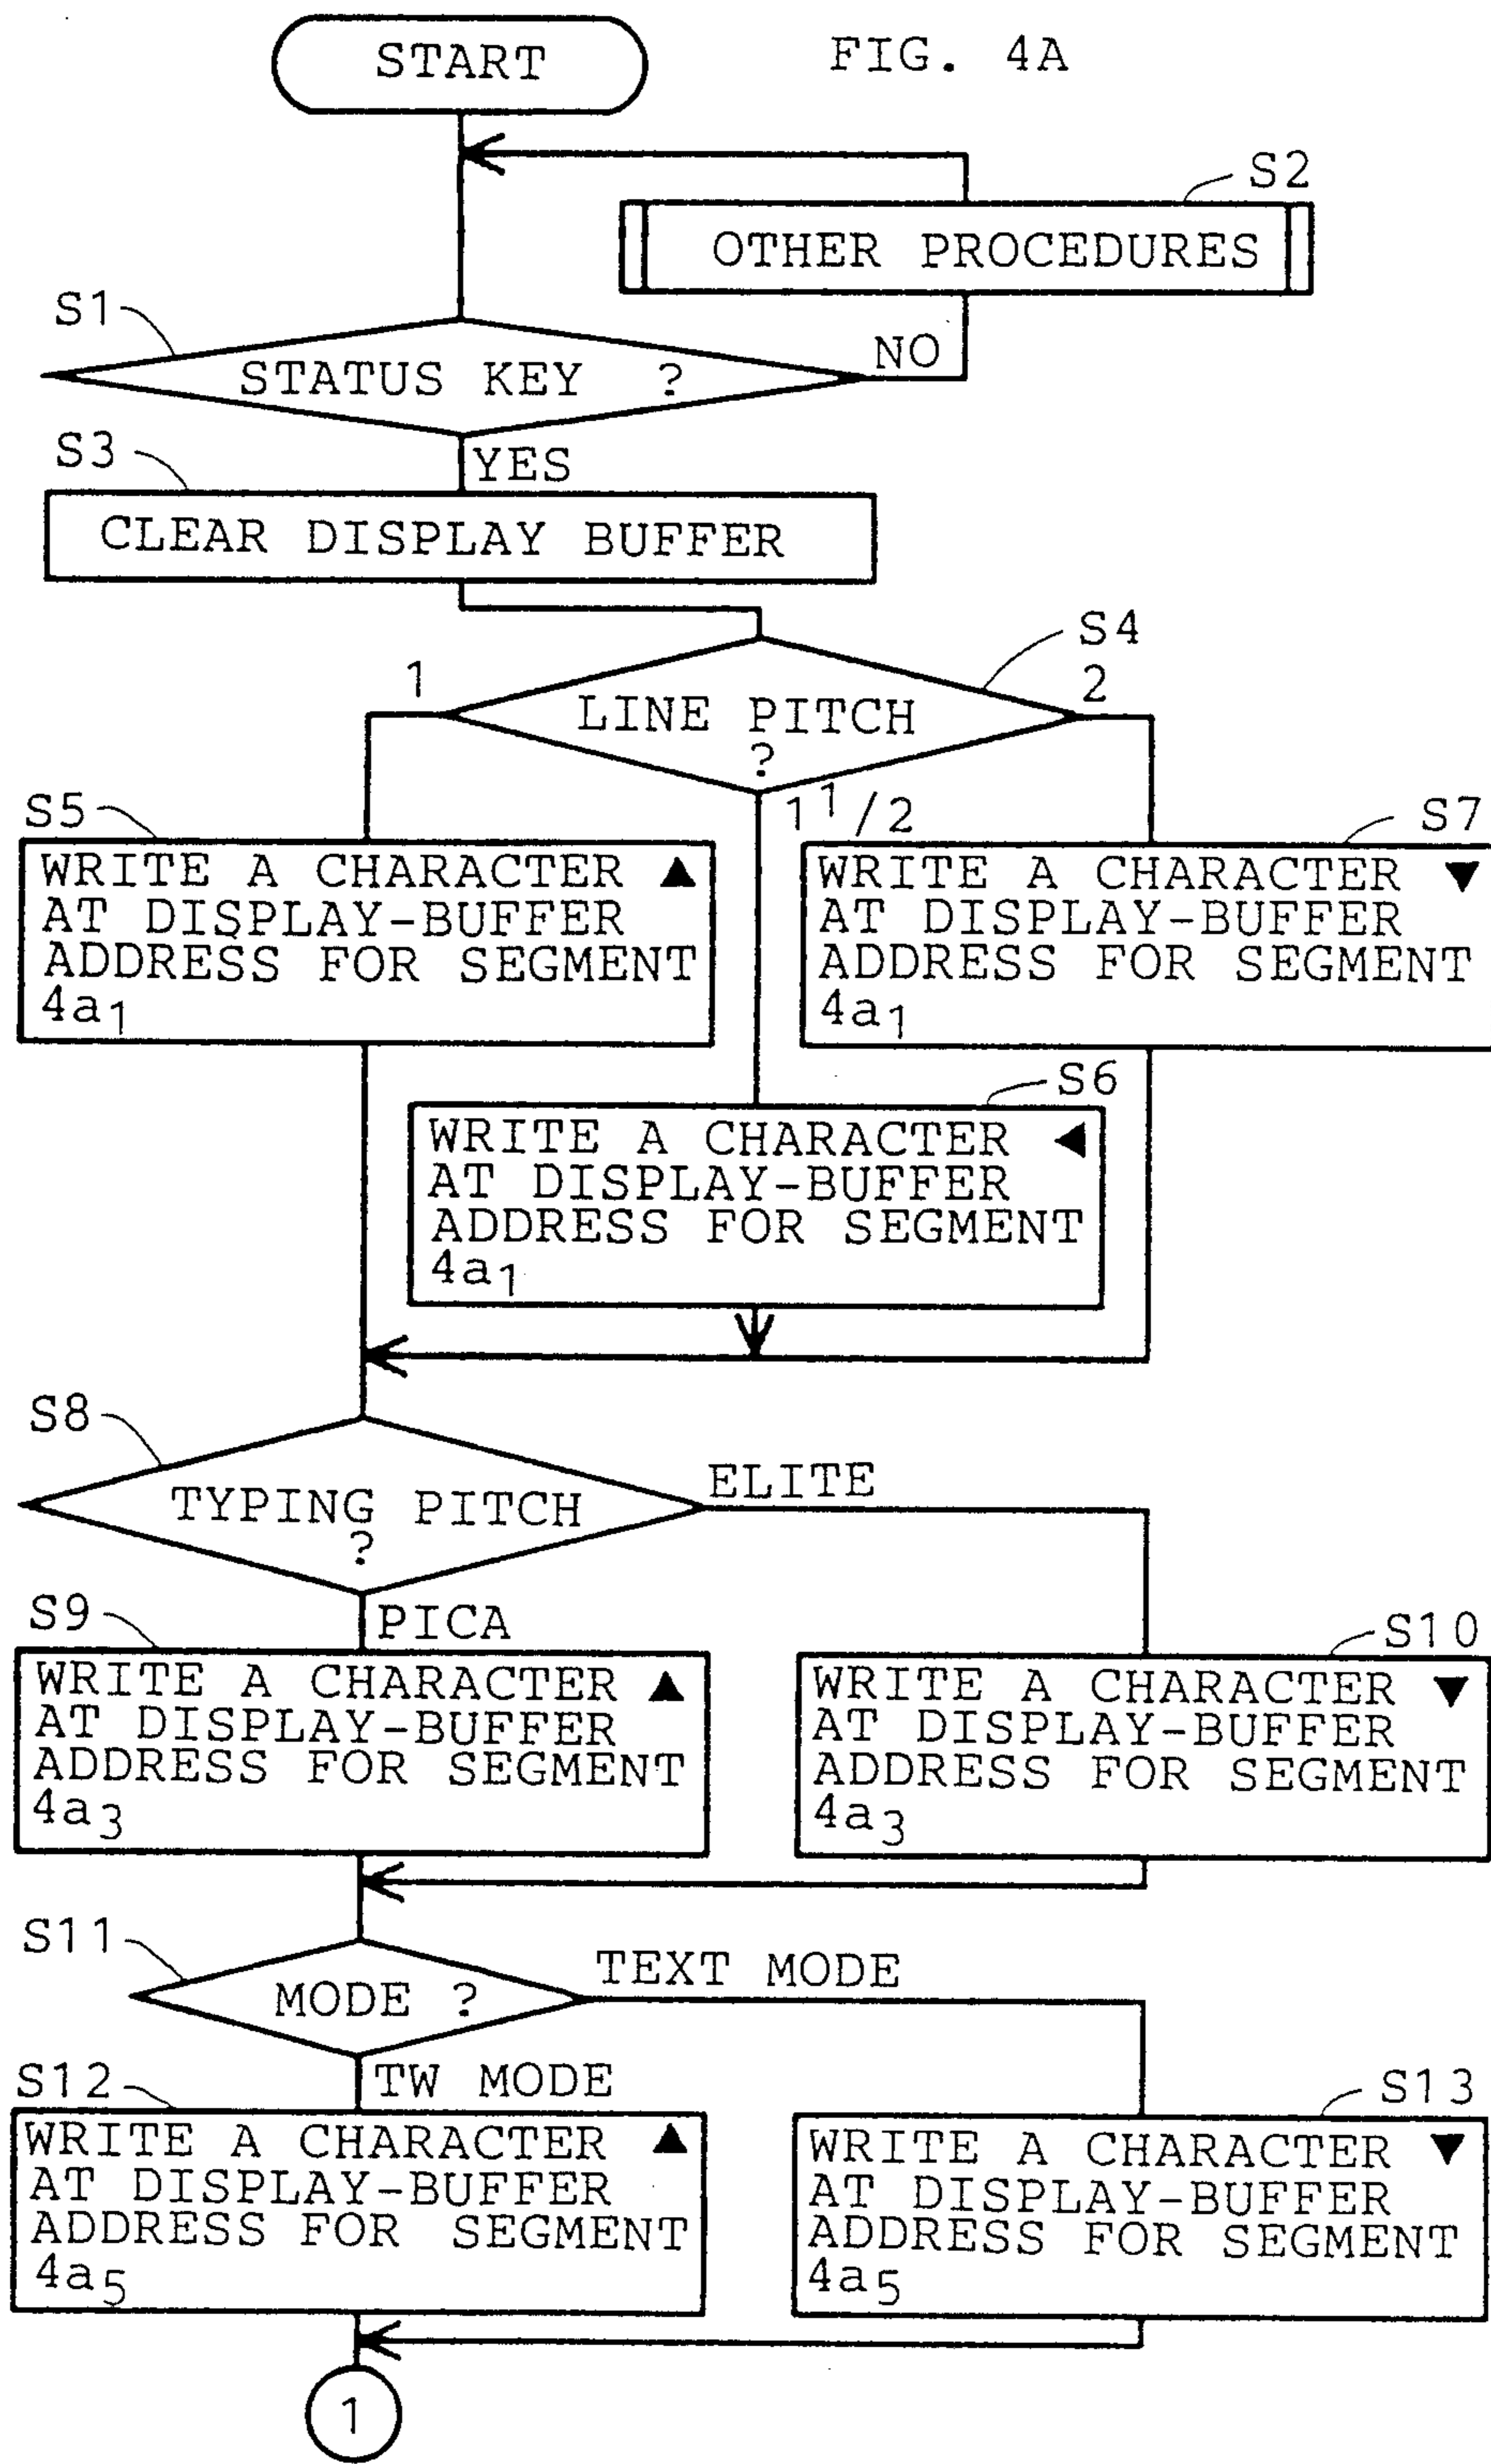 START
FIG. 4A
S2
OTHER PROCEDURES
S1
STATUS KEY ?
NO
YES
S3
CLEAR DISPLAY BUFFER
S4
1
2
LINE PITCH
?
1 1/2
S5
WRITE A CHARACTER ▲
AT DISPLAY-BUFFER
ADDRESS FOR SEGMENT
4a1
S7
WRITE A CHARACTER ▼
AT DISPLAY-BUFFER
ADDRESS FOR SEGMENT
4a1
S6
WRITE A CHARACTER ◀
AT DISPLAY-BUFFER
ADDRESS FOR SEGMENT
4a1
S8
TYPING PITCH
?
ELITE
PICA
S9
WRITE A CHARACTER ▲
AT DISPLAY-BUFFER
ADDRESS FOR SEGMENT
4a3
S10
WRITE A CHARACTER ▼
AT DISPLAY-BUFFER
ADDRESS FOR SEGMENT
4a3
S11
MODE ?
TEXT MODE
TW MODE
S12
WRITE A CHARACTER ▲
AT DISPLAY-BUFFER
ADDRESS FOR SEGMENT
4a5
S13
WRITE A CHARACTER ▼
AT DISPLAY-BUFFER
ADDRESS FOR SEGMENT
4a5
1